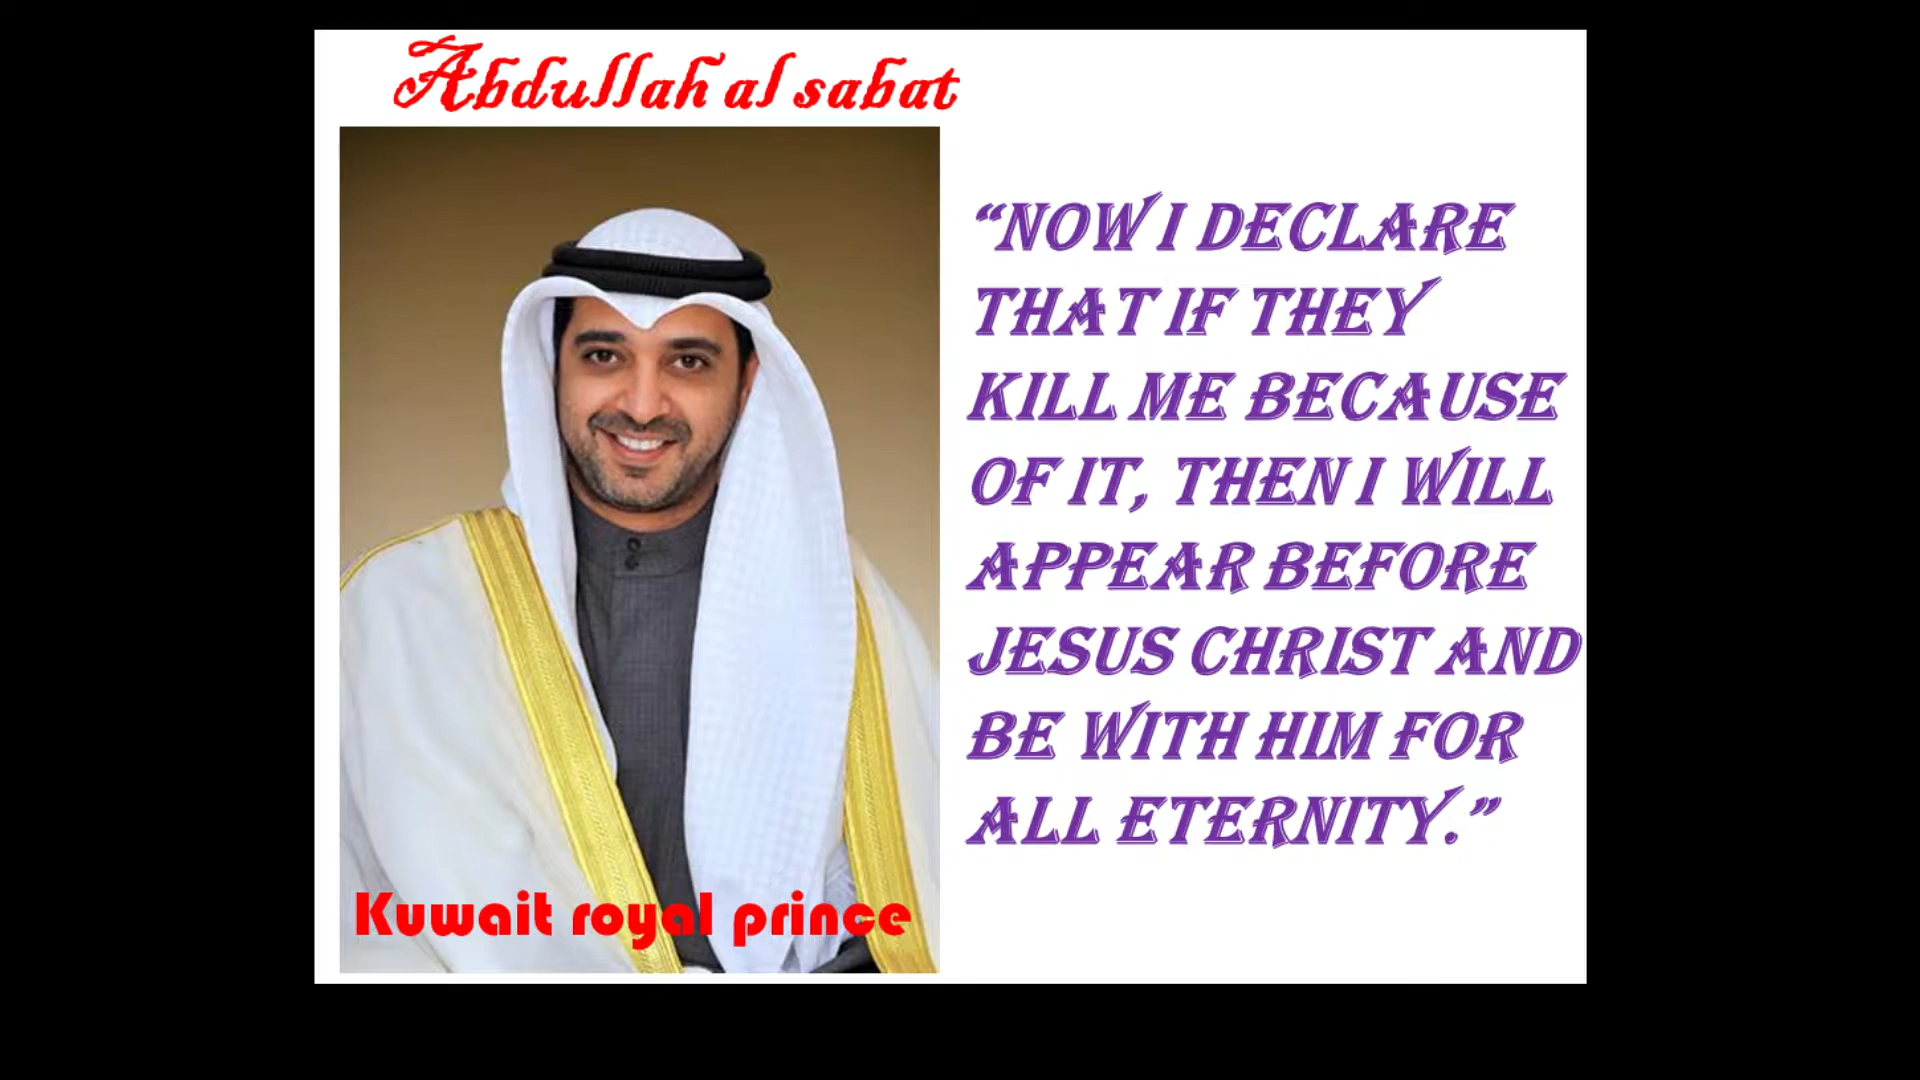 Abdullah al sabat
“NOW I DECLARE
THAT IF THEY
KILL ME BECAUSE
OF IT, THEN I WILL
APPEAR BEFORE
JESUS CHRIST AND
BE WITH HIM FOR
ALL ETERNITY.”
Kuwait royal prince